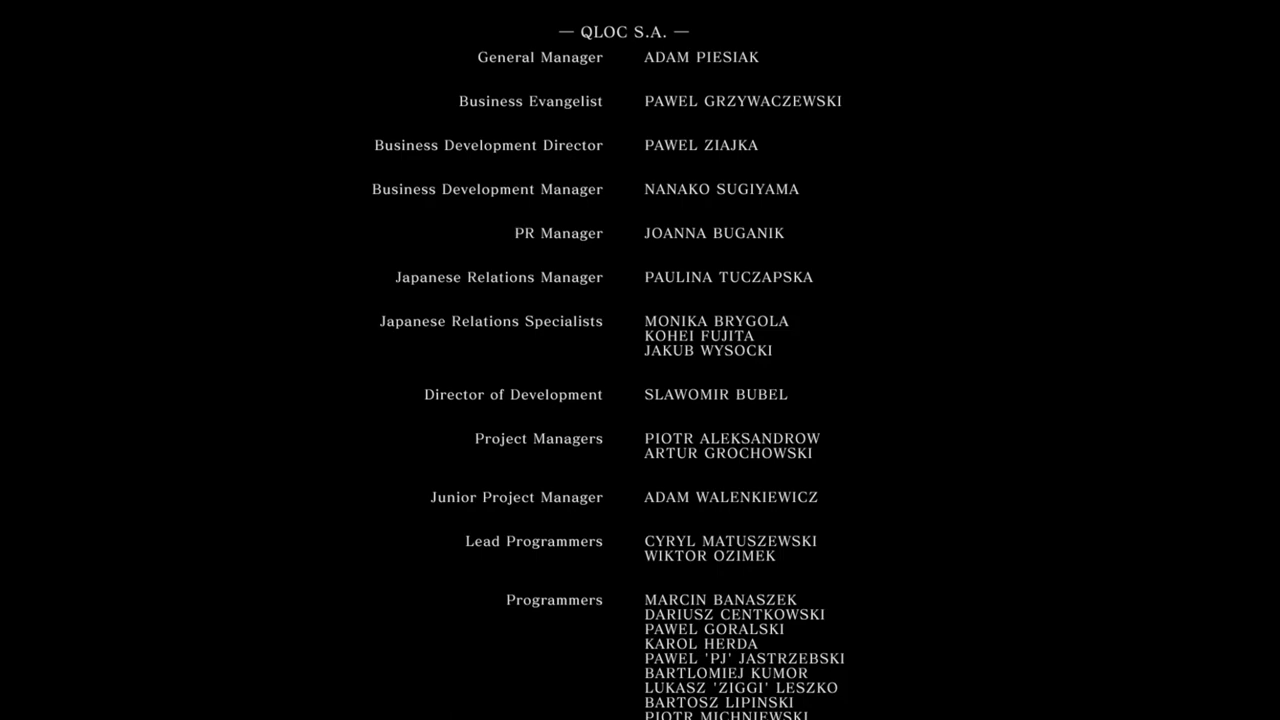 — QLOC S.A. —
General Manager ADAM PIESIAK
Business Evangelist PAWEL GRZYWACZEWSKI
Business Development Director PAWEL ZIAJKA
Business Development Manager NANAKO SUGIYAMA
PR Manager JOANNA BUGANIK
Japanese Relations Manager PAULINA TUCZAPSKA
Japanese Relations Specialists MONIKA BRYGOLA
KOHEI FUJITA
JAKUB WYSOCKI
Director of Development SLAWOMIR BUBEL
Project Managers PIOTR ALEKSANDROW
ARTUR GROCHOWSKI
Junior Project Manager ADAM WALENKIEWICZ
Lead Programmers CYRYL MATUSZEWSKI
WIKTOR OZIMEK
Programmers MARCIN BANASZEK
DARIUSZ CENTKOWSKI
PAWEL GORALSKI
KAROL HERDA
PAWEL 'PJ' JASTRZEBSKI
BARTLOMIEJ KUMOR
LUKASZ 'ZIGGI' LESZKO
BARTOSZ LIPINSKI
PIOTR MICHNIEWSKI